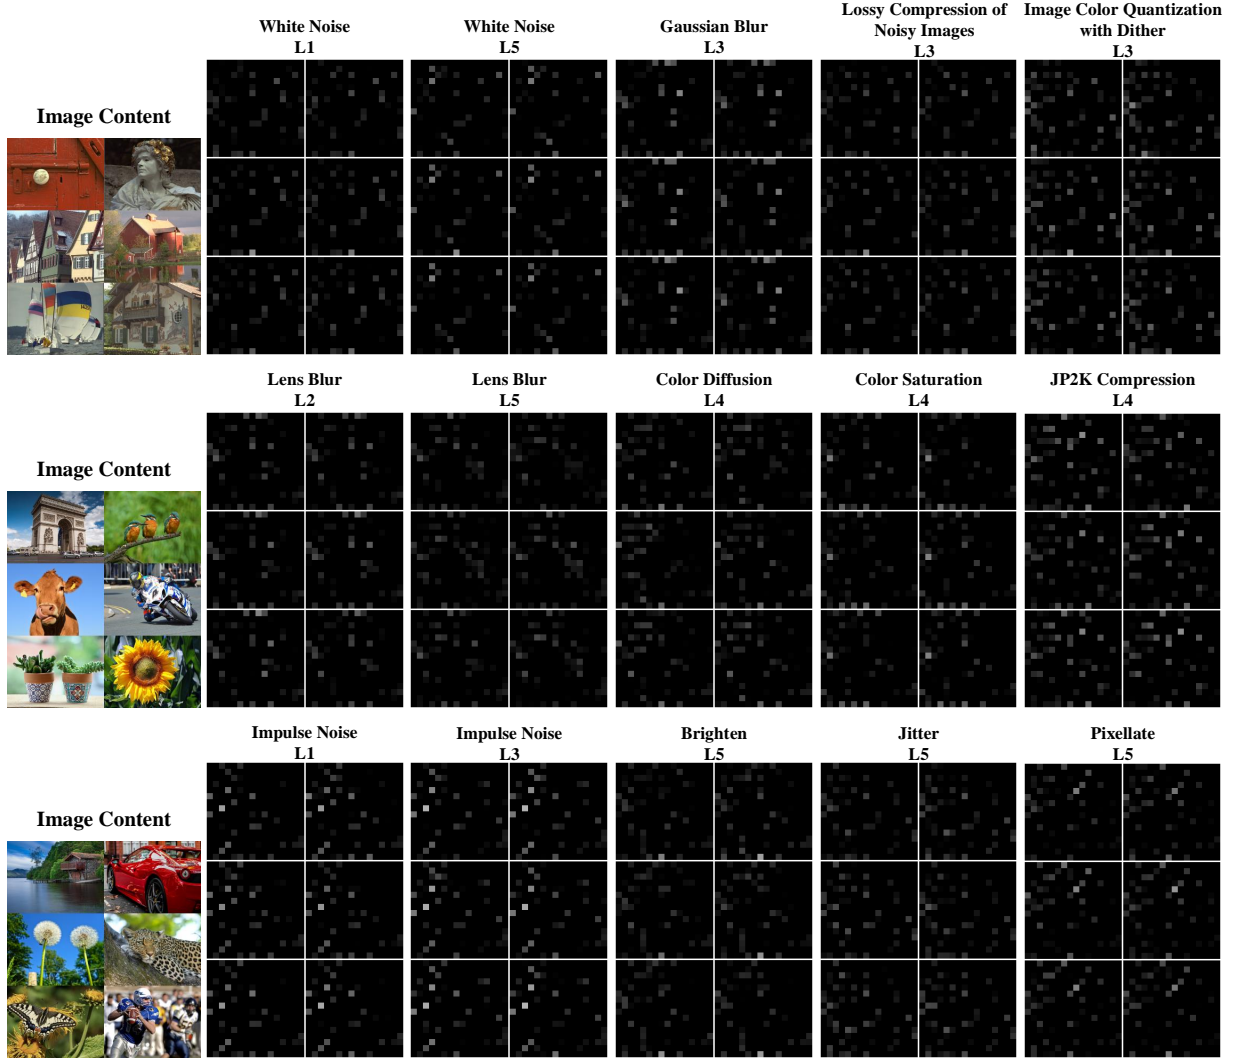 White Noise
L1
White Noise
L5
Gaussian Blur
L3
Lossy Compression of
Noisy Images
L3
Image Color Quantization
with Dither
L3
Image Content
Lens Blur
L2
Lens Blur
L5
Color Diffusion
L4
Color Saturation
L4
JP2K Compression
L4
Image Content
Impulse Noise
L1
Impulse Noise
L3
Brighten
L5
Jitter
L5
Pixellate
L5
Image Content